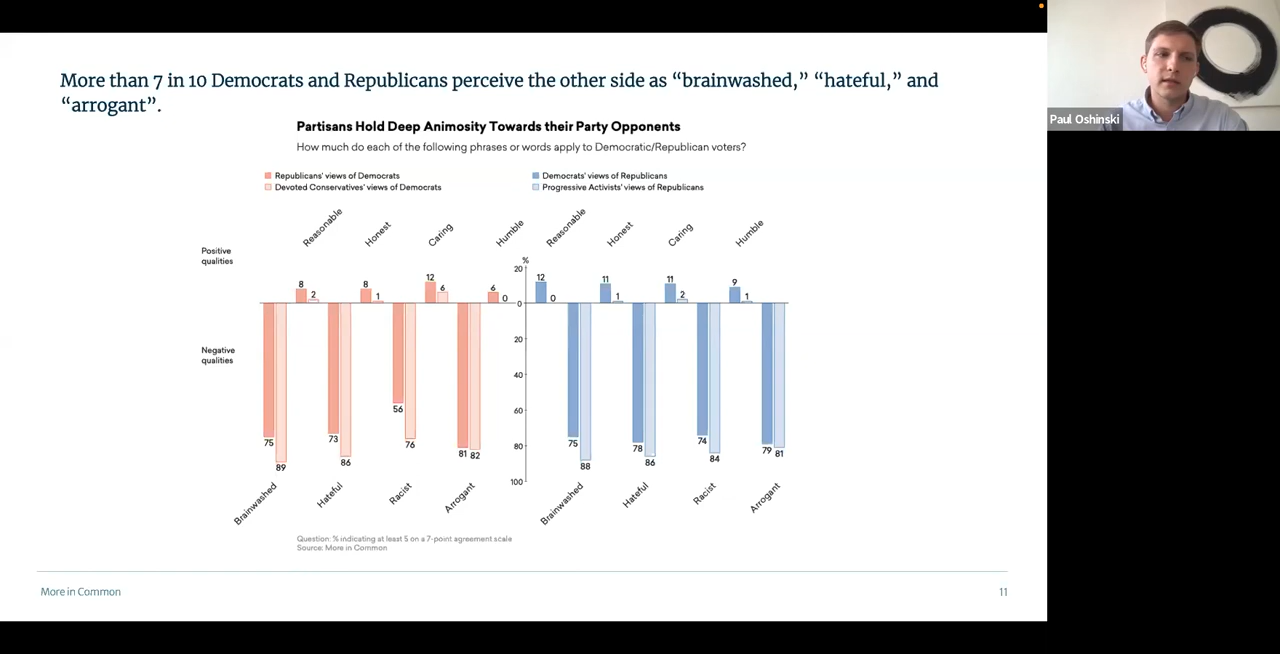 More than 7 in 10 Democrats and Republicans perceive the other side as “brainwashed,” “hateful,” and
“arrogant”.
Partisans Hold Deep Animosity Towards their Party Opponents
How much do each of the following phrases or words apply to Democratic/Republican voters?
Republicans' views of Democrats
Devoted Conservatives' views of Democrats
Democrats' views of Republicans
Progressive Activists' views of Republicans
Reasonable Honest Caring Humble Reasonable Honest Caring Humble
Positive
qualities
%
20
0
20
40
60
80
100
8 2 8 1 12 6 6 0 12 0 11 1 11 2 9 1
Negative
qualities
75 89 73 86 56 76 81 82 75 88 78 86 74 84 79 81
Brainwashed Hateful Racist Arrogant Brainwashed Hateful Racist Arrogant
Question: % indicating at least 5 on a 7-point agreement scale
Source: More in Common
More in Common
11
Paul Oshinski